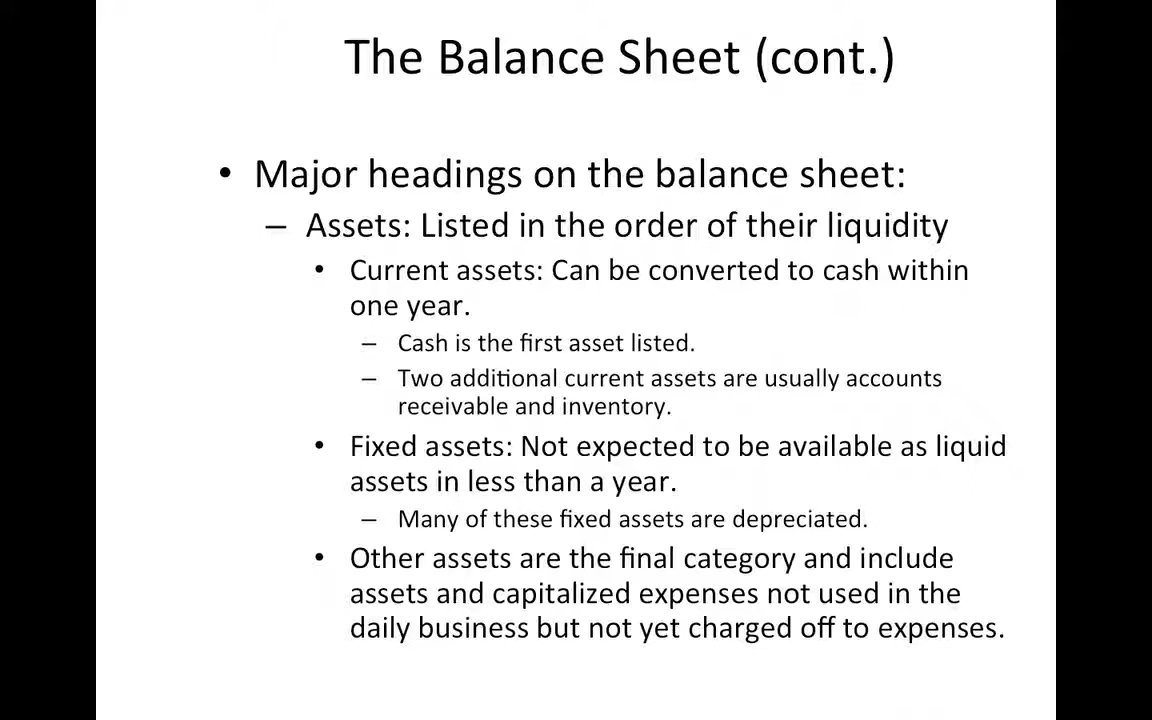 The Balance Sheet (cont.)
• Major headings on the balance sheet:
– Assets: Listed in the order of their liquidity
• Current assets: Can be converted to cash within
one year.
– Cash is the first asset listed.
– Two additional current assets are usually accounts
receivable and inventory.
• Fixed assets: Not expected to be available as liquid
assets in less than a year.
– Many of these fixed assets are depreciated.
• Other assets are the final category and include
assets and capitalized expenses not used in the
daily business but not yet charged off to expenses.